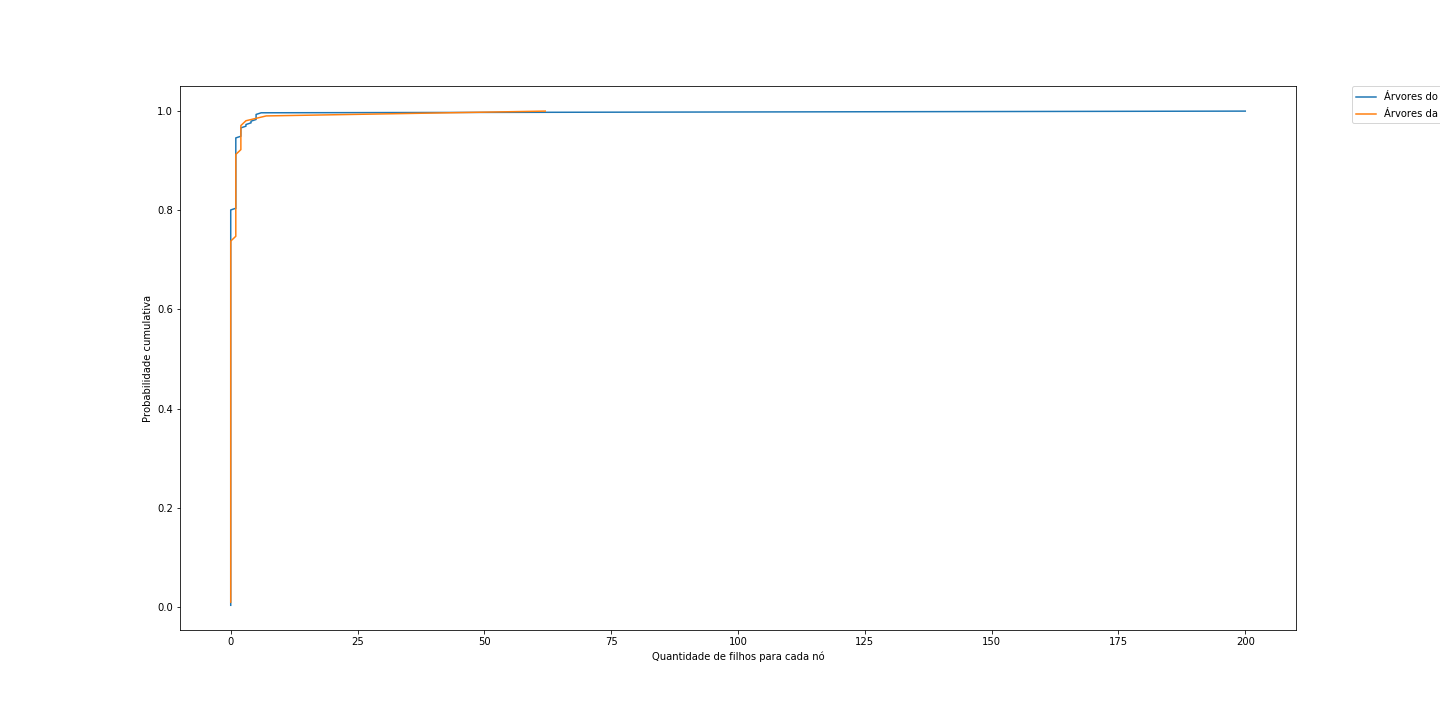 Árvores do
Árvores da
1.0
0.8
0.6
0.4
0.2
0.0
Probabilidade cumulativa
0 25 50 75 100 125 150 175 200
Quantidade de filhos para cada nó